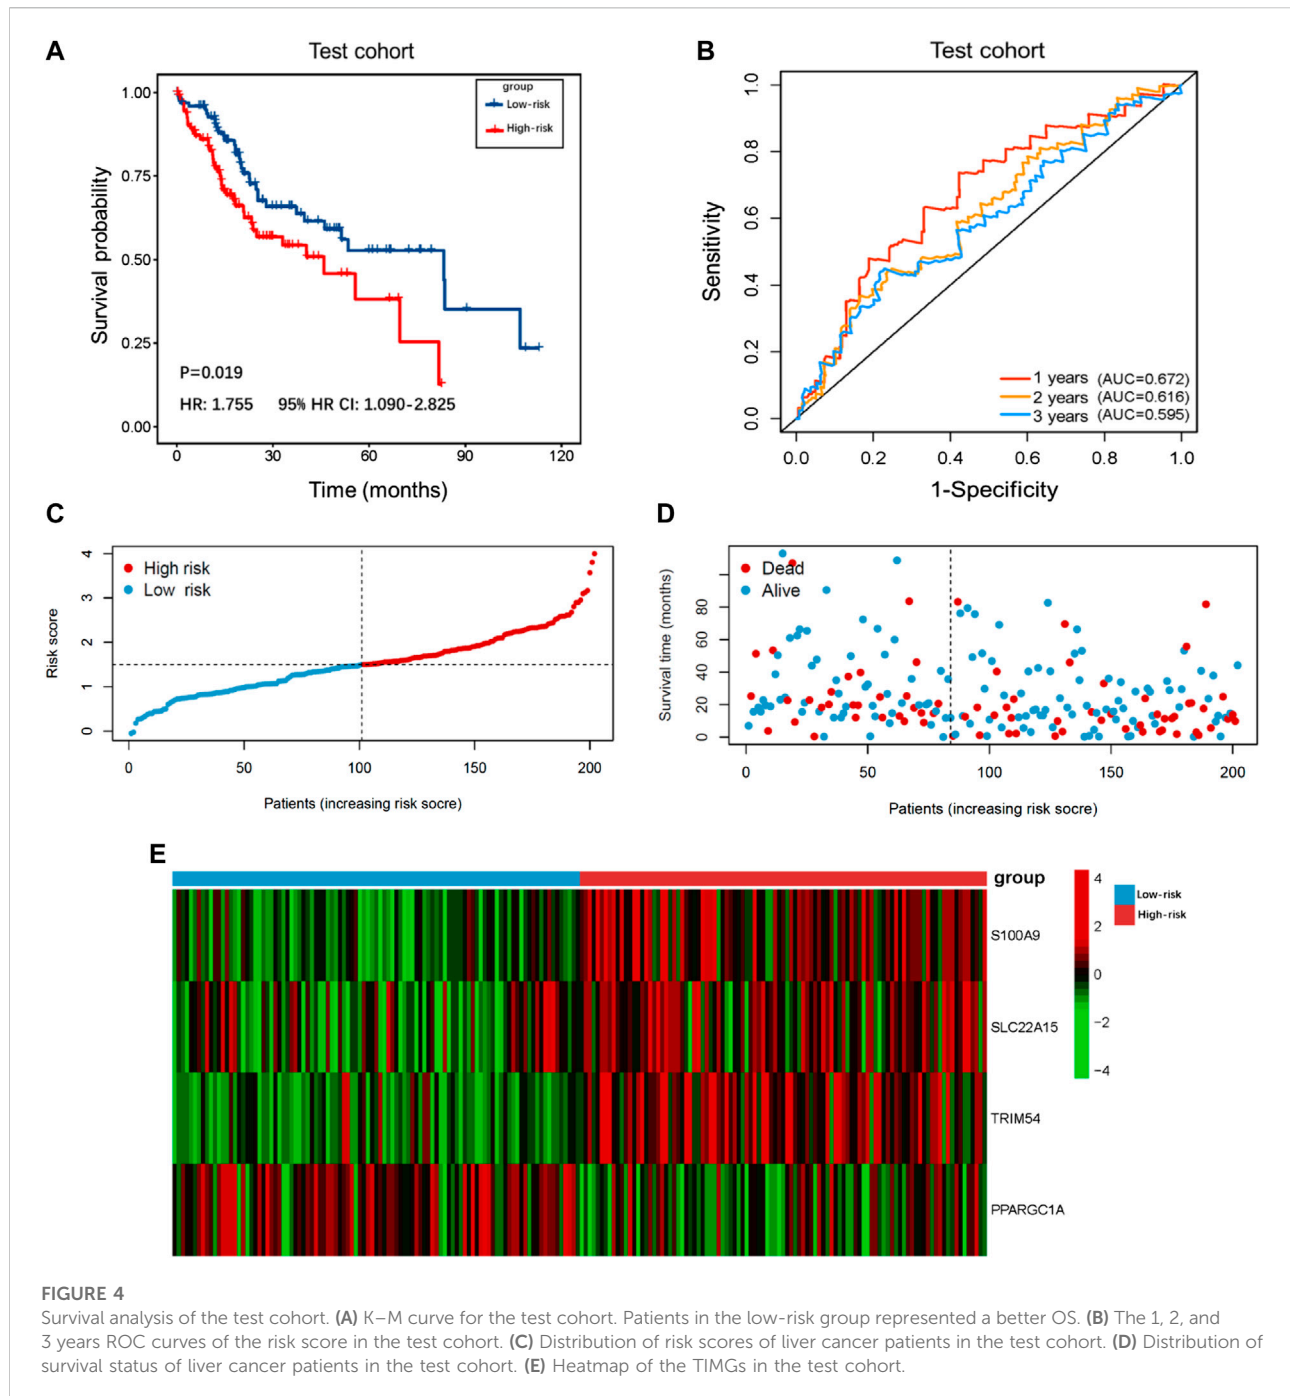 A
Test cohort
Survival probability
1.00
0.75
0.50
0.25
0.00
group
Low-risk
High-risk
P=0.019
HR: 1.755 95% HR CI: 1.090-2.825
0 30 60 90 120
Time (months)
B
Test cohort
Sensitivity
1.0
0.8
0.6
0.4
0.2
0.0
1 years (AUC=0.672)
2 years (AUC=0.616)
3 years (AUC=0.595)
0.0 0.2 0.4 0.6 0.8 1.0
1-Specificity
C
Risk score
4
3
2
1
0
High risk
Low risk
0 50 100 150 200
Patients (increasing risk socre)
D
Survival time (months)
80
60
40
20
0
Dead
Alive
0 50 100 150 200
Patients (increasing risk socre)
E
group
S100A9
SLC22A15
TRIM54
PPARGC1A
4
2
0
−2
−4
Low-risk
High-risk
FIGURE 4
Survival analysis of the test cohort. (A) K–M curve for the test cohort. Patients in the low-risk group represented a better OS. (B) The 1, 2, and
3 years ROC curves of the risk score in the test cohort. (C) Distribution of risk scores of liver cancer patients in the test cohort. (D) Distribution of
survival status of liver cancer patients in the test cohort. (E) Heatmap of the TIMGs in the test cohort.